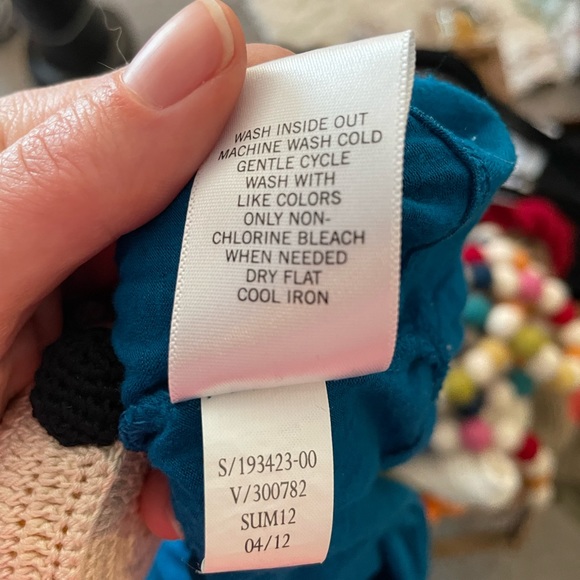 WASH INSIDE OUT
MACHINE WASH COLD
GENTLE CYCLE
WASH WITH
LIKE COLORS
ONLY NON-
CHLORINE BLEACH
WHEN NEEDED
DRY FLAT
COOL IRON
S/193423-00
V/300782
SUM12
04/12